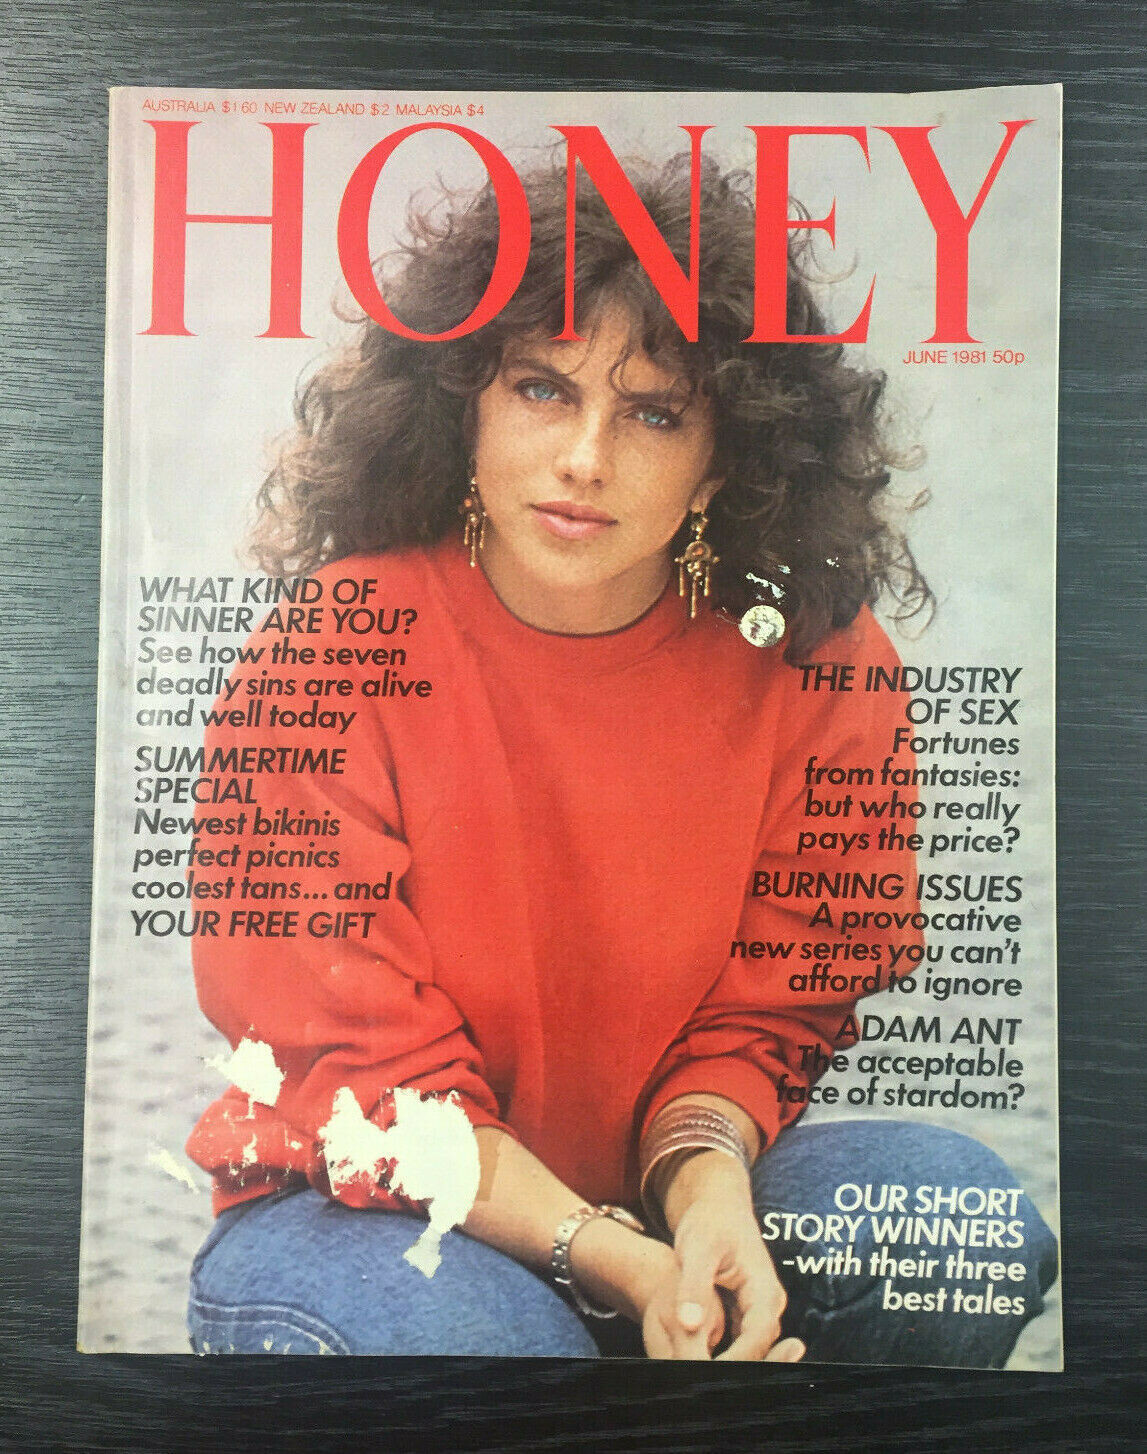 AUSTRALIA $1.60 NEW ZEALAND $2 MALAYSIA $4
HONEY
JUNE 1981 50p
WHAT KIND OF
SINNER ARE YOU?
See how the seven
deadly sins are alive
and well today
SUMMERTIME
SPECIAL
Newest bikinis
perfect picnics
coolest tans...and
YOUR FREE GIFT
THE INDUSTRY
OF SEX
Fortunes
from fantasies:
but who really
pays the price?
BURNING ISSUES
A provocative
new series you can't
afford to ignore
ADAM ANT
The acceptable
face of stardom?
OUR SHORT
STORY WINNERS
-with their three
best tales